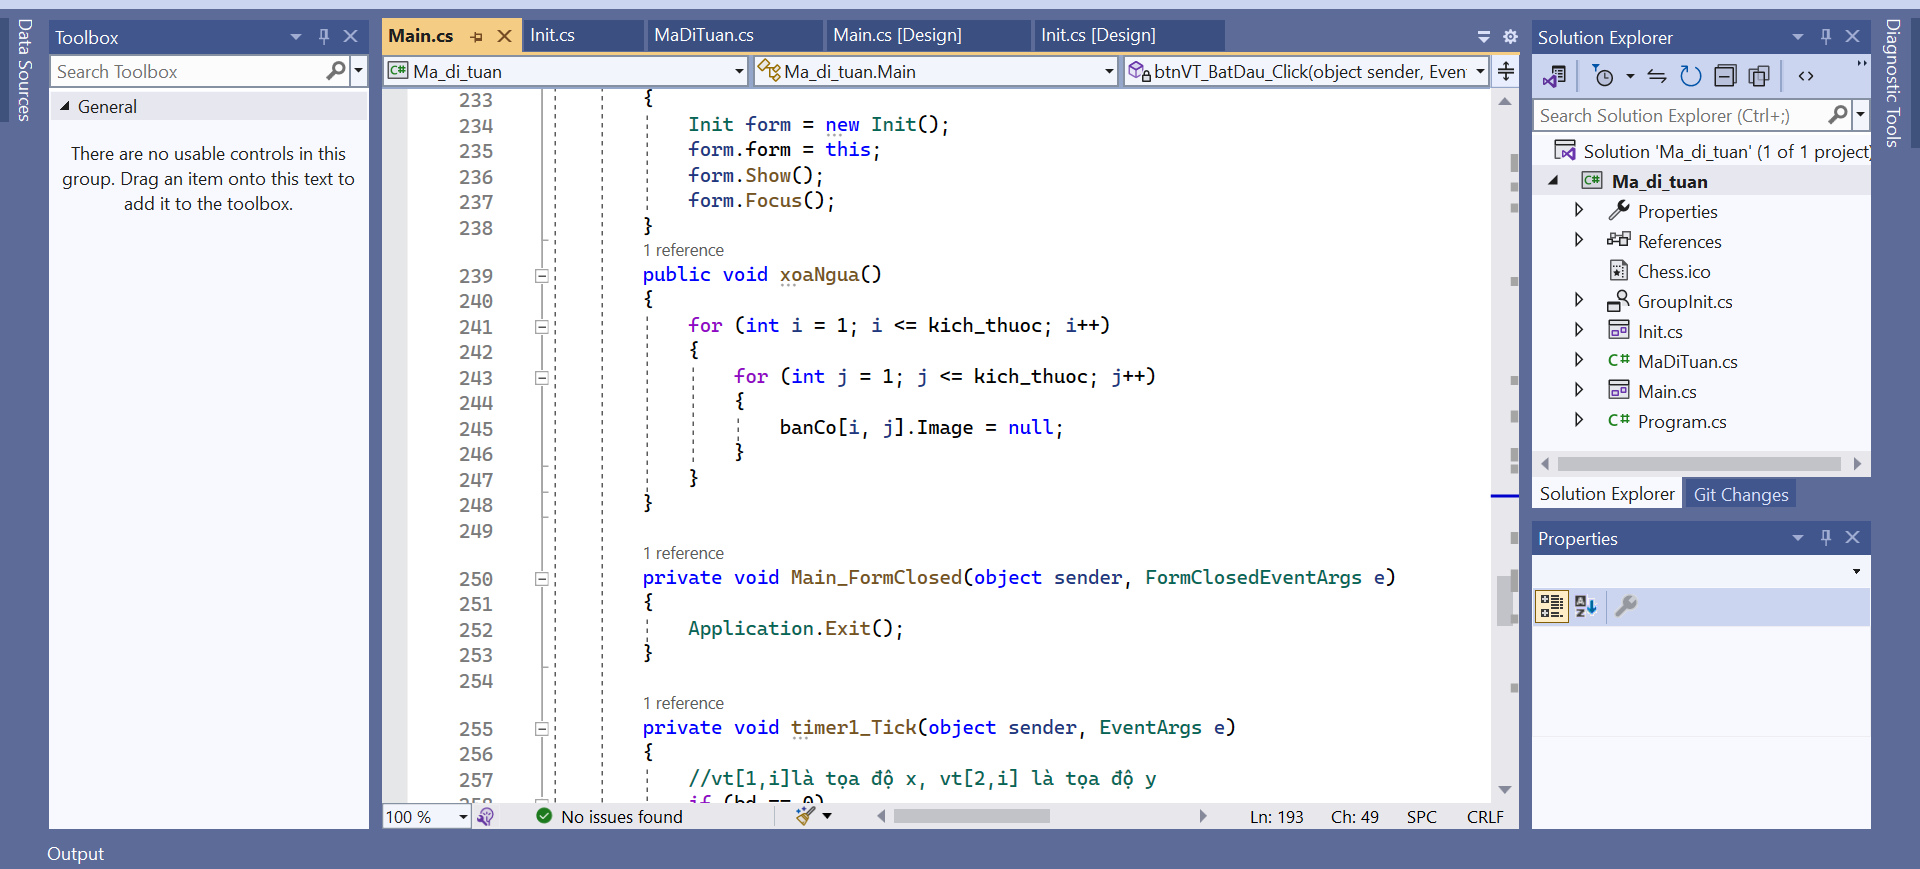 Data Sources
Toolbox
Search Toolbox
General
There are no usable controls in this
group. Drag an item onto this text to
add it to the toolbox.
Main.cs
Init.cs
MaDiTuan.cs
Main.cs [Design]
Init.cs [Design]
C# Ma_di_tuan
Ma_di_tuan.Main
btnVT_BatDau_Click(object sender, Even
233 {
234 Init form = new Init();
235 form.form = this;
236 form.Show();
237 form.Focus();
238 }
1 reference
239 public void xoaNgua()
240 {
241 for (int i = 1; i <= kich_thuoc; i++)
242 {
243 for (int j = 1; j <= kich_thuoc; j++)
244 {
245 banCo[i, j].Image = null;
246 }
247 }
248 }
249
1 reference
250 private void Main_FormClosed(object sender, FormClosedEventArgs e)
251 {
252 Application.Exit();
253 }
254
1 reference
255 private void timer1_Tick(object sender, EventArgs e)
256 {
257 //vt[1,i]là tọa độ x, vt[2,i] là tọa độ y
258 if (bd == 0)
100 %
No issues found
Ln: 193
Ch: 49
SPC
CRLF
Output
Solution Explorer
Search Solution Explorer (Ctrl+;)
Solution 'Ma_di_tuan' (1 of 1 project)
C# Ma_di_tuan
Properties
References
Chess.ico
GroupInit.cs
Init.cs
C# MaDiTuan.cs
Main.cs
C# Program.cs
Solution Explorer
Git Changes
Properties
Diagnostic Tools